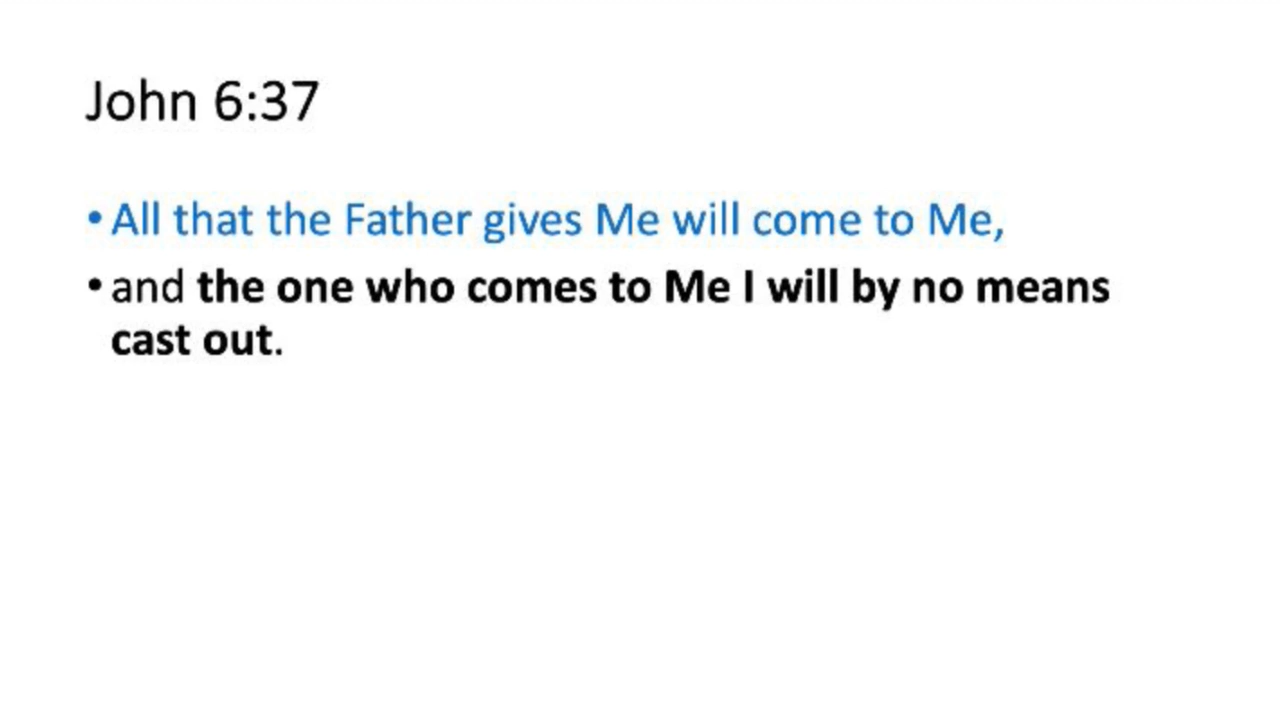 John 6:37
• All that the Father gives Me will come to Me,
• and the one who comes to Me I will by no means
cast out.